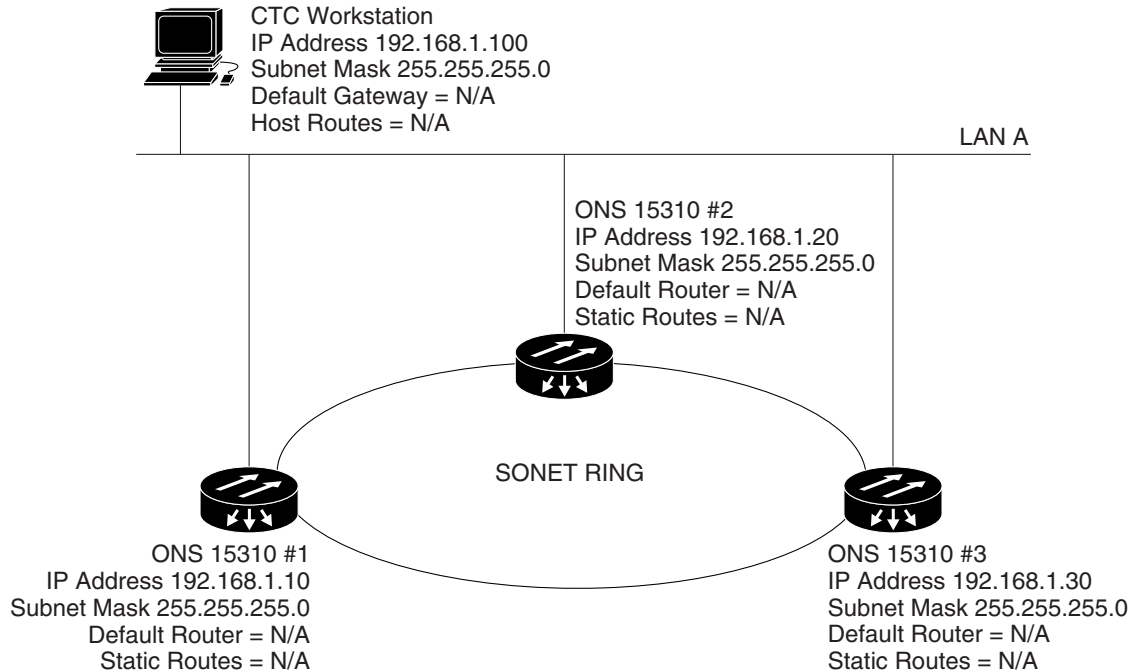 CTC Workstation
IP Address 192.168.1.100
Subnet Mask 255.255.255.0
Default Gateway = N/A
Host Routes = N/A
LAN A
ONS 15310 #2
IP Address 192.168.1.20
Subnet Mask 255.255.255.0
Default Router = N/A
Static Routes = N/A
SONET RING
ONS 15310 #1
IP Address 192.168.1.10
Subnet Mask 255.255.255.0
Default Router = N/A
Static Routes = N/A
ONS 15310 #3
IP Address 192.168.1.30
Subnet Mask 255.255.255.0
Default Router = N/A
Static Routes = N/A